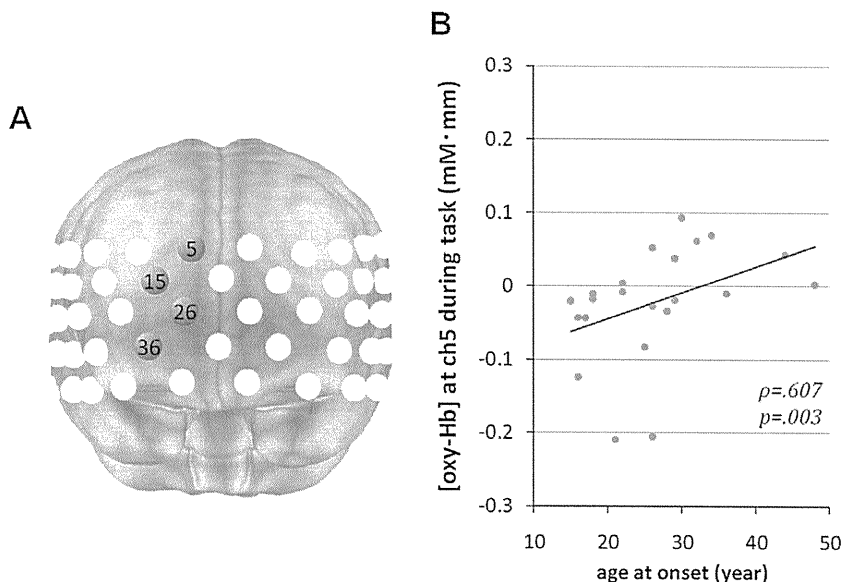 A
5
15
26
36
B
[oxy-Hb] at ch5 during task (mM·mm)
0.3
0.2
0.1
0
-0.1
-0.2
-0.3
ρ=.607
p=.003
10 20 30 40 50
age at onset (year)